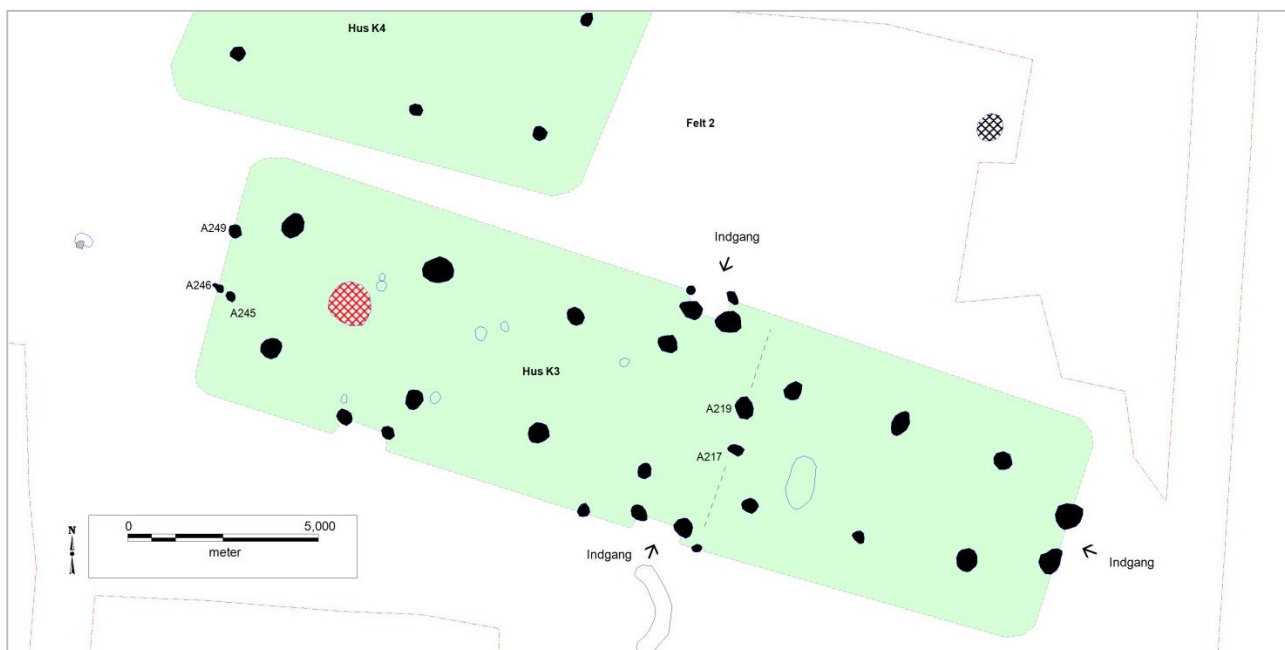 Hus K4
Felt 2
A249
Indgang
A246
A245
Hus K3
A219
A217
Indgang
Indgang
N
0 5,000
meter